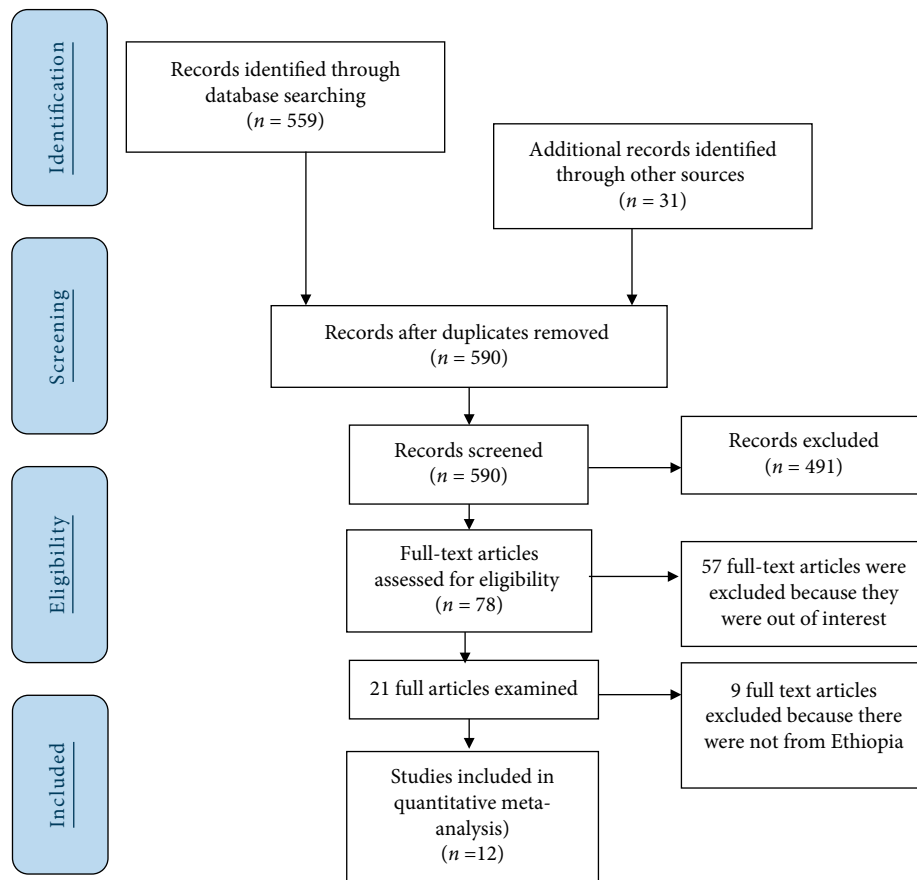 Identification
Records identified through
database searching
(n = 559)
Additional records identified
through other sources
(n = 31)
Screening
Records after duplicates removed
(n = 590)
Records screened
(n = 590)
Records excluded
(n = 491)
Eligibility
Full-text articles
assessed for eligibility
(n = 78)
57 full-text articles were
excluded because they
were out of interest
21 full articles examined
9 full text articles
excluded because there
were not from Ethiopia
Included
Studies included in
quantitative meta-
analysis)
(n =12)